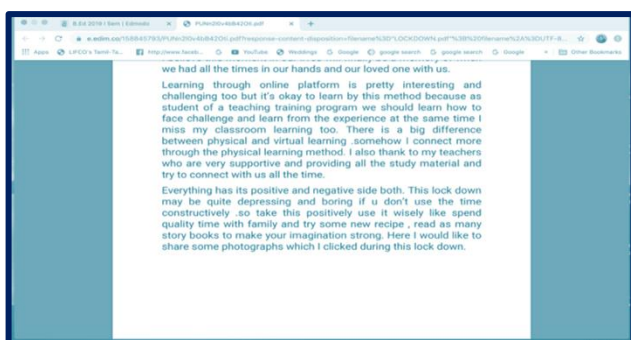 B.Ed 2019 I Sem | Edmodo
PUNn2I0v4b842OG.pdf
Apps
LIFCO's Tamil-Ta...
http://www.faceb...
G
YouTube
Weddings
Google
google search
google search
Google
Other Bookmarks
we had all the times in our hands and our loved one with us.
Learning through online platform is pretty interesting and
challenging too but it's okay to learn by this method because as
student of a teaching training program we should learn how to
face challenge and learn from the experience at the same time I
miss my classroom learning too. There is a big difference
between physical and virtual learning .somehow I connect more
through the physical learning method. I also thank to my teachers
who are very supportive and providing all the study material and
try to connect with us all the time.
Everything has its positive and negative side both. This lock down
may be quite depressing and boring if u don't use the time
constructively .so take this positively use it wisely like spend
quality time with family and try some new recipe , read as many
story books to make your imagination strong. Here I would like to
share some photographs which I clicked during this lock down.